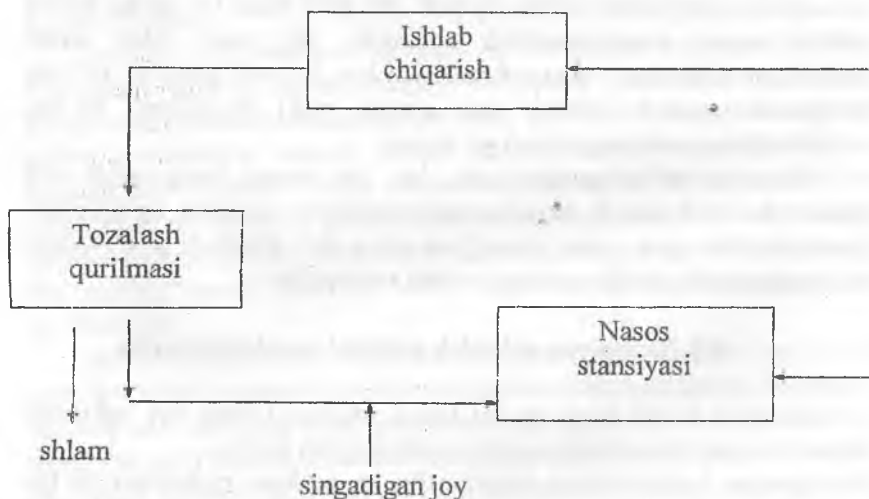 Ishlab
chiqarish
Tozalash
qurilmasi
Nasos
stansiyasi
shlam
singadigan joy